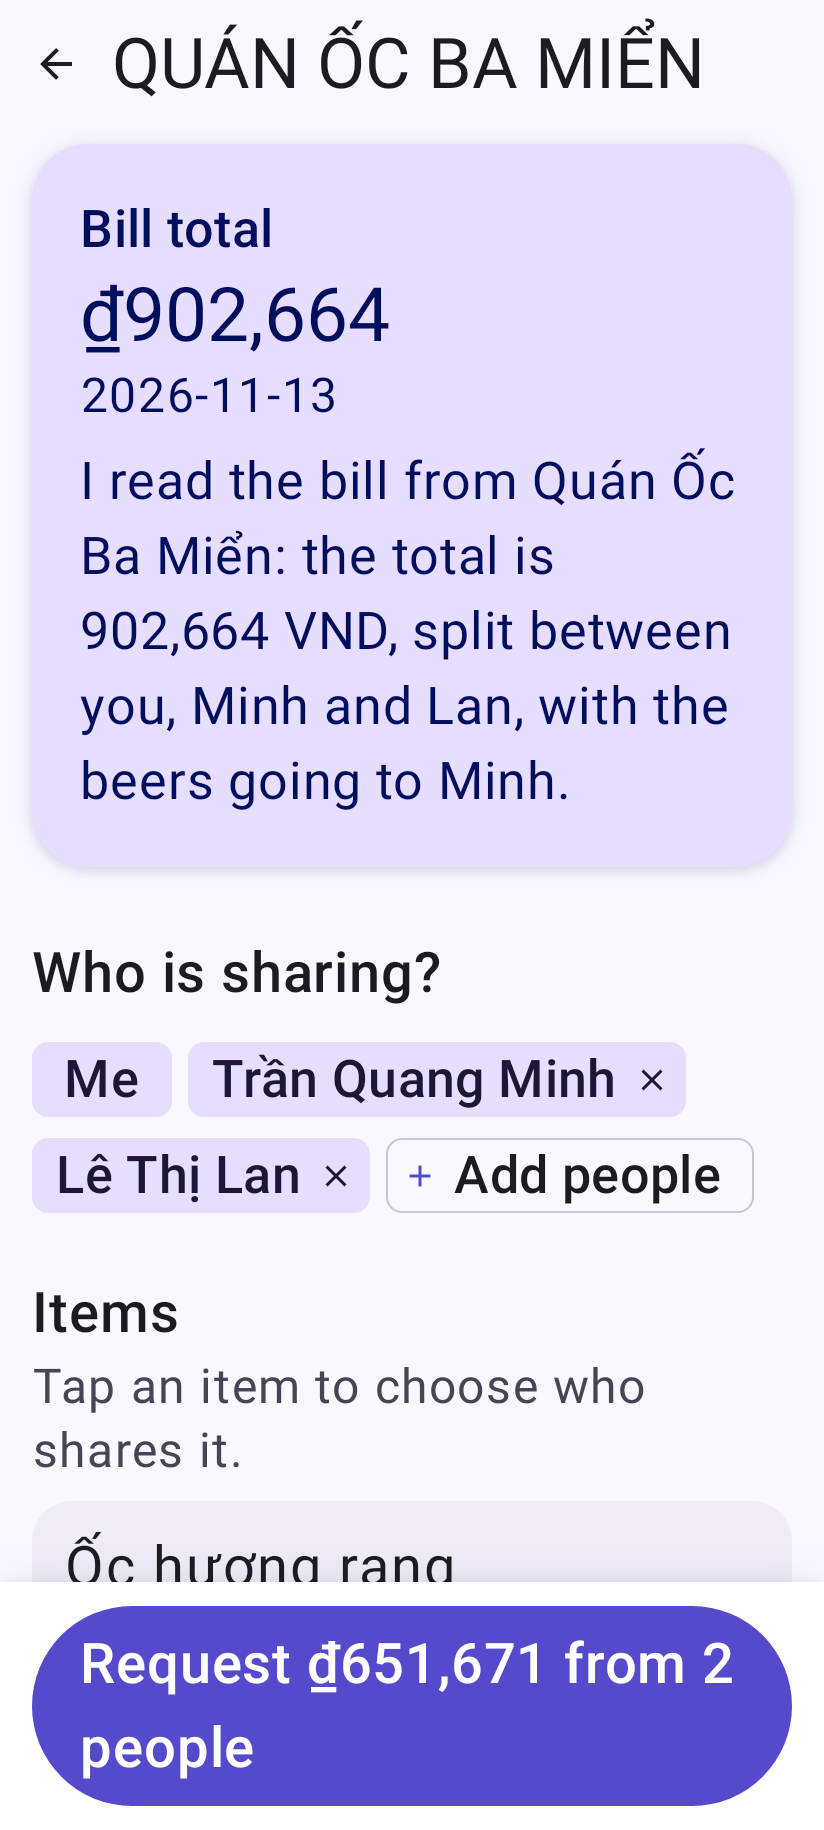 QUÁN ỐC BA MIỂN
Bill total
₫902,664
2026-11-13
I read the bill from Quán Ốc
Ba Miển: the total is
902,664 VND, split between
you, Minh and Lan, with the
beers going to Minh.
Who is sharing?
Me
Trần Quang Minh ×
Lê Thị Lan ×
+ Add people
Items
Tap an item to choose who
shares it.
Ốc hương rang
Request ₫651,671 from 2
people